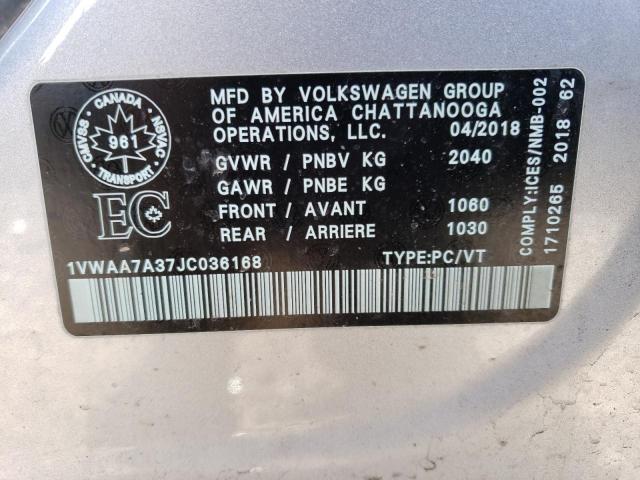 MFD BY VOLKSWAGEN GROUP
OF AMERICA CHATTANOOGA
OPERATIONS, LLC. 04/2018
GVWR / PNBV KG 2040
GAWR / PNBE KG
FRONT / AVANT 1060
REAR / ARRIERE 1030
1VWAA7A37JC036168 TYPE:PC/VT
CANADA
CMVSS
NSVAC
961
TRANSPORT
EC
COMPLY:ICES/NMB-002
1710265 2018 62